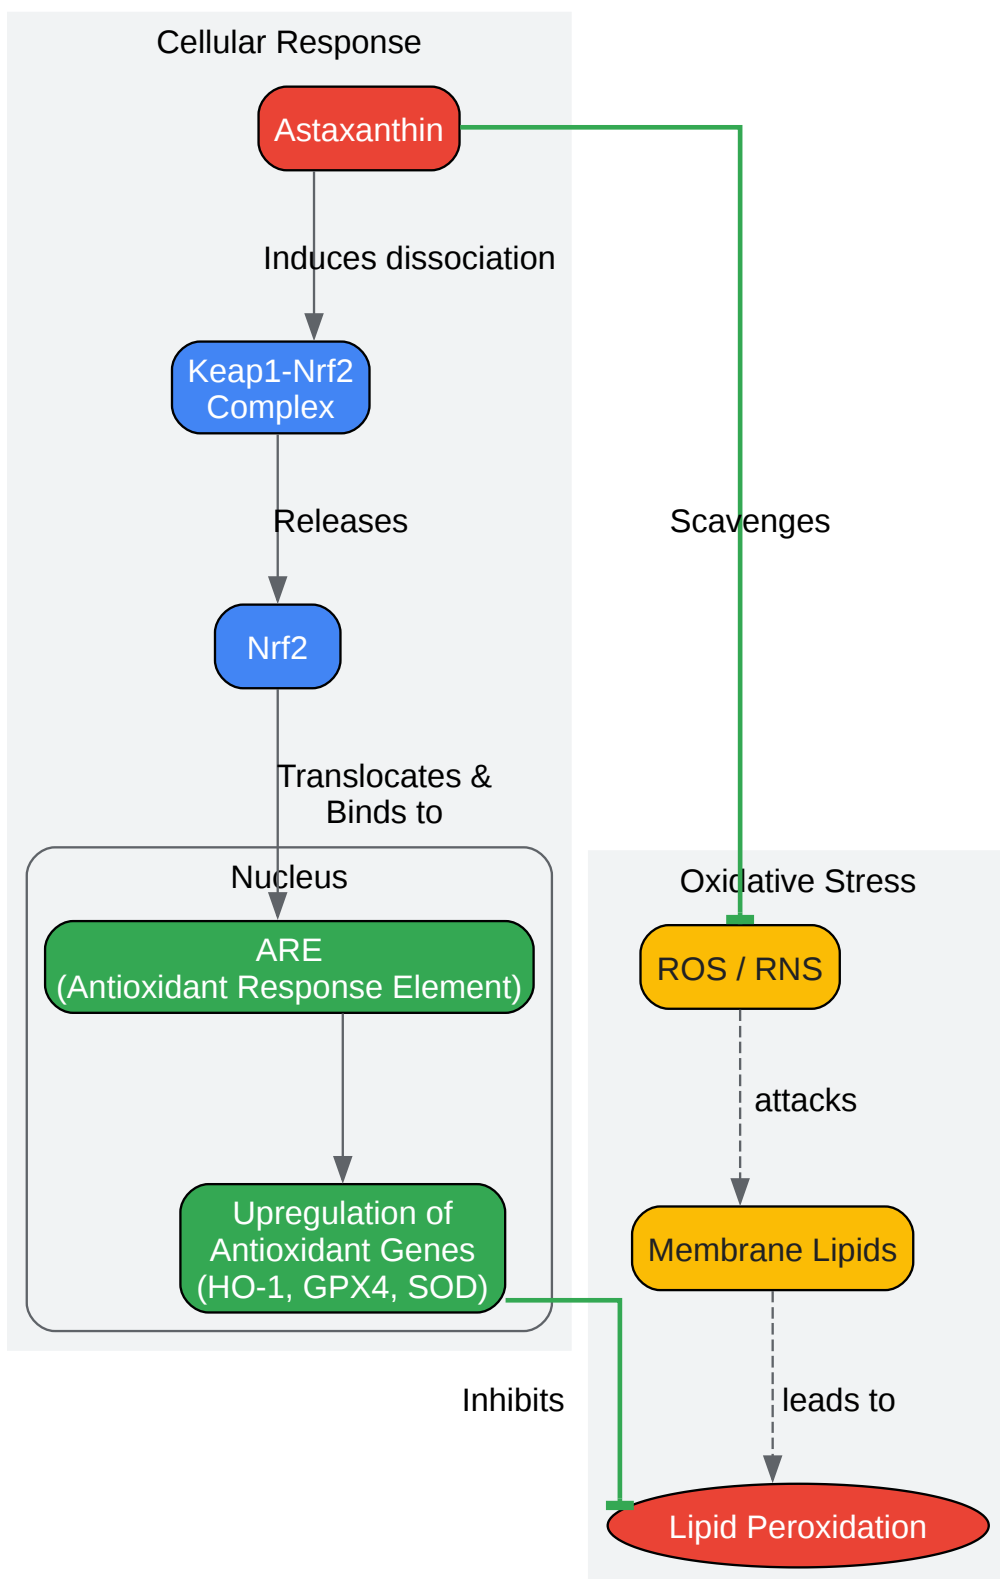 Cellular Response
Astaxanthin
Induces dissociation
Keap1-Nrf2
Complex
Releases
Scavenges
Nrf2
Translocates &
Binds to
Nucleus
Oxidative Stress
ARE
(Antioxidant Response Element)
ROS / RNS
attacks
Upregulation of
Antioxidant Genes
(HO-1, GPX4, SOD)
Membrane Lipids
Inhibits
leads to
Lipid Peroxidation